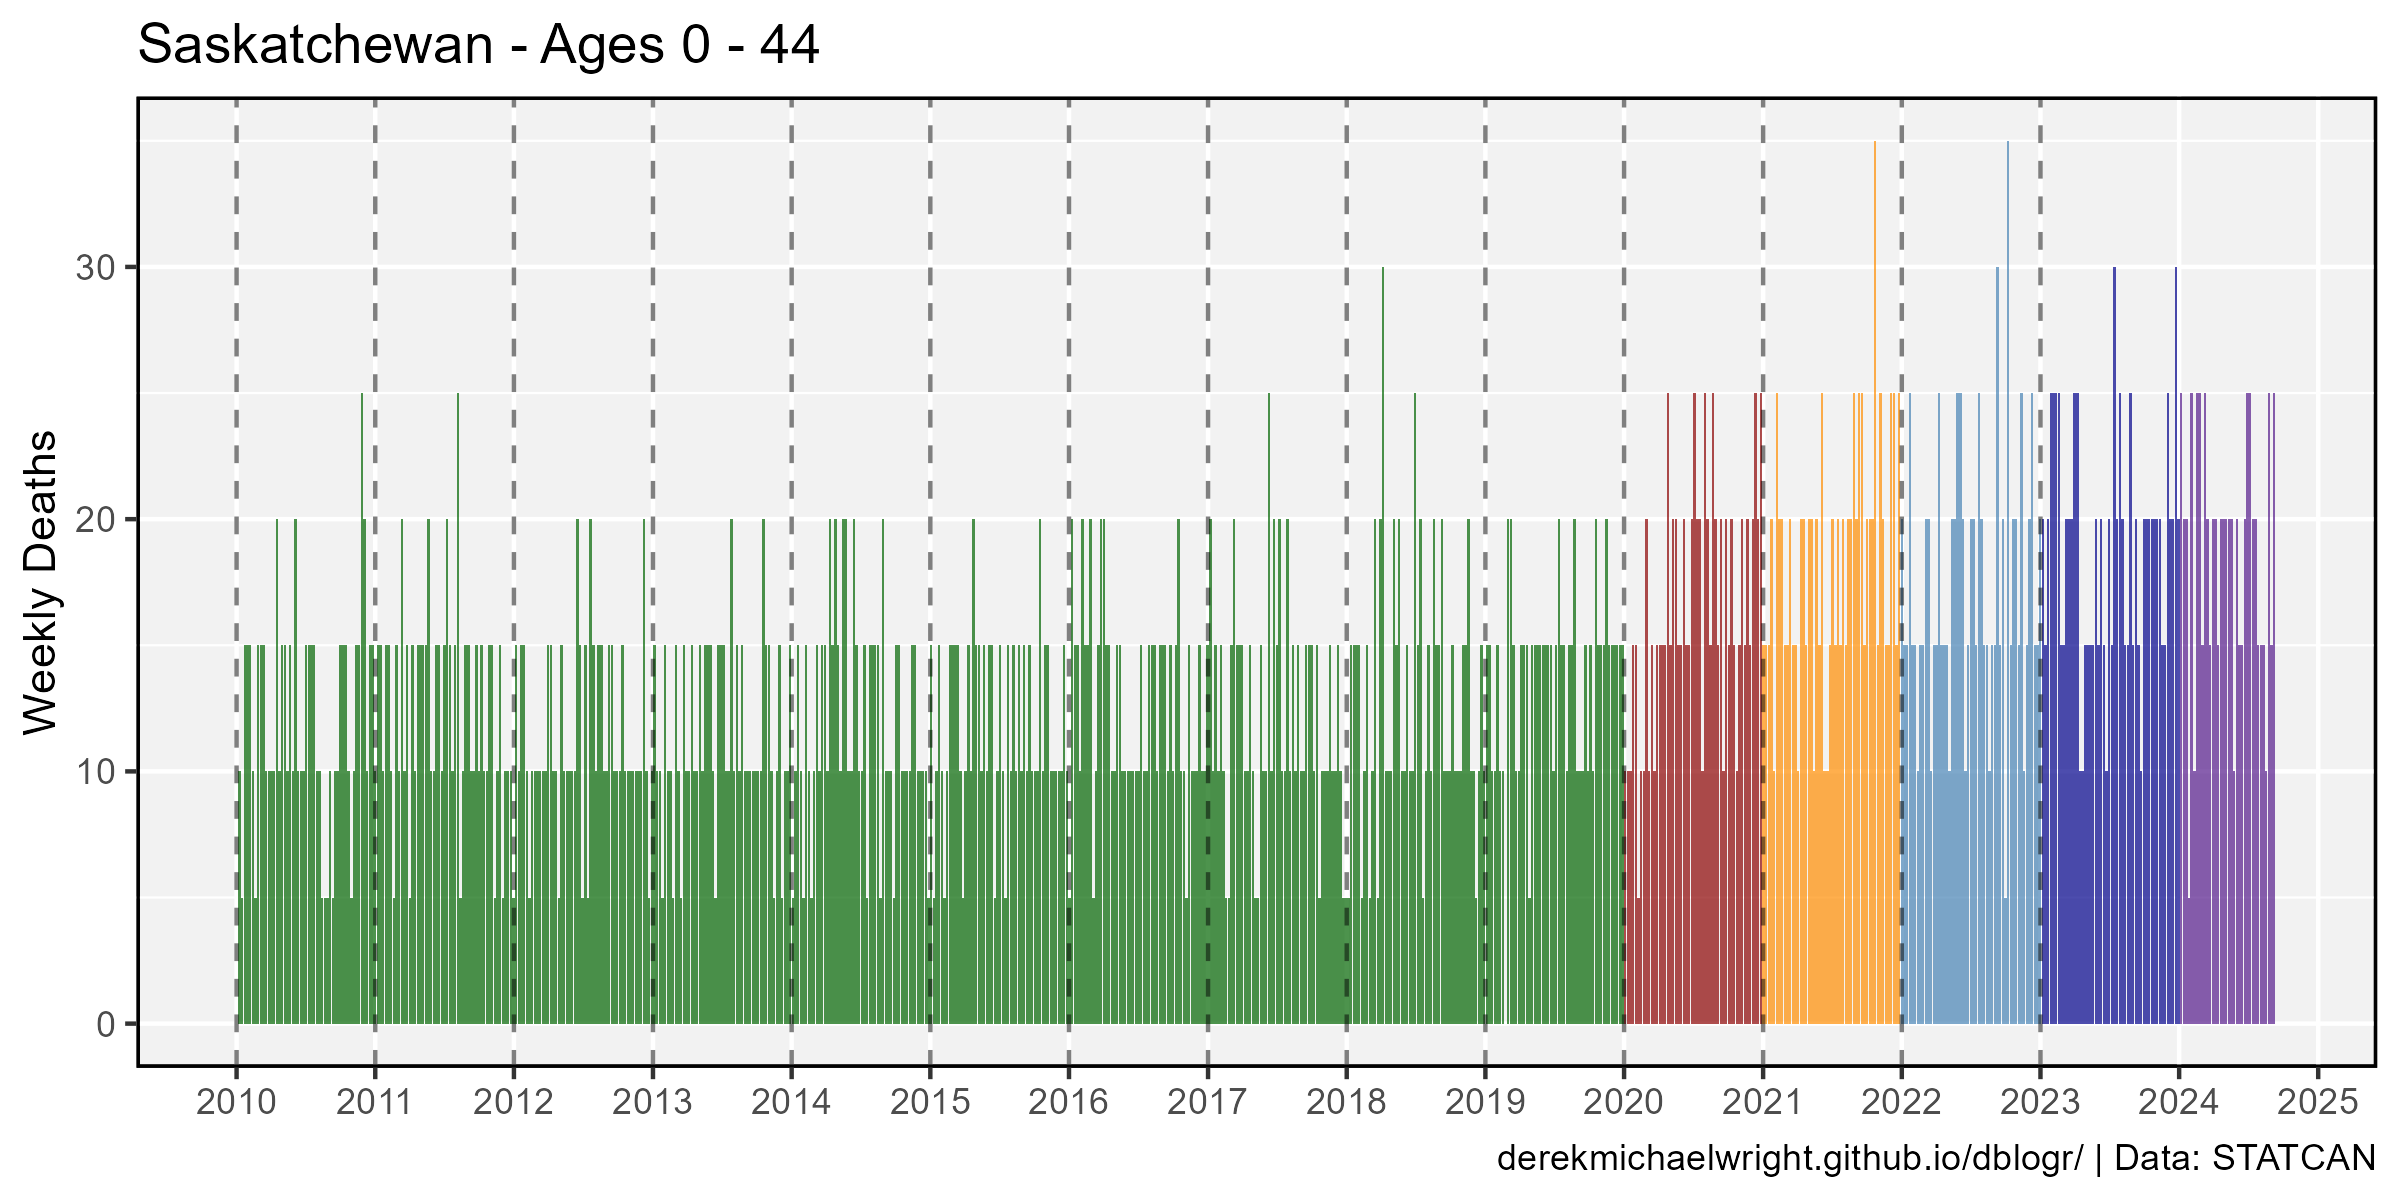 Saskatchewan - Ages 0 - 44
Weekly Deaths
30
20
10
0
2010 2011 2012 2013 2014 2015 2016 2017 2018 2019 2020 2021 2022 2023 2024 2025
derekmichaelwright.github.io/dblogr/ | Data: STATCAN